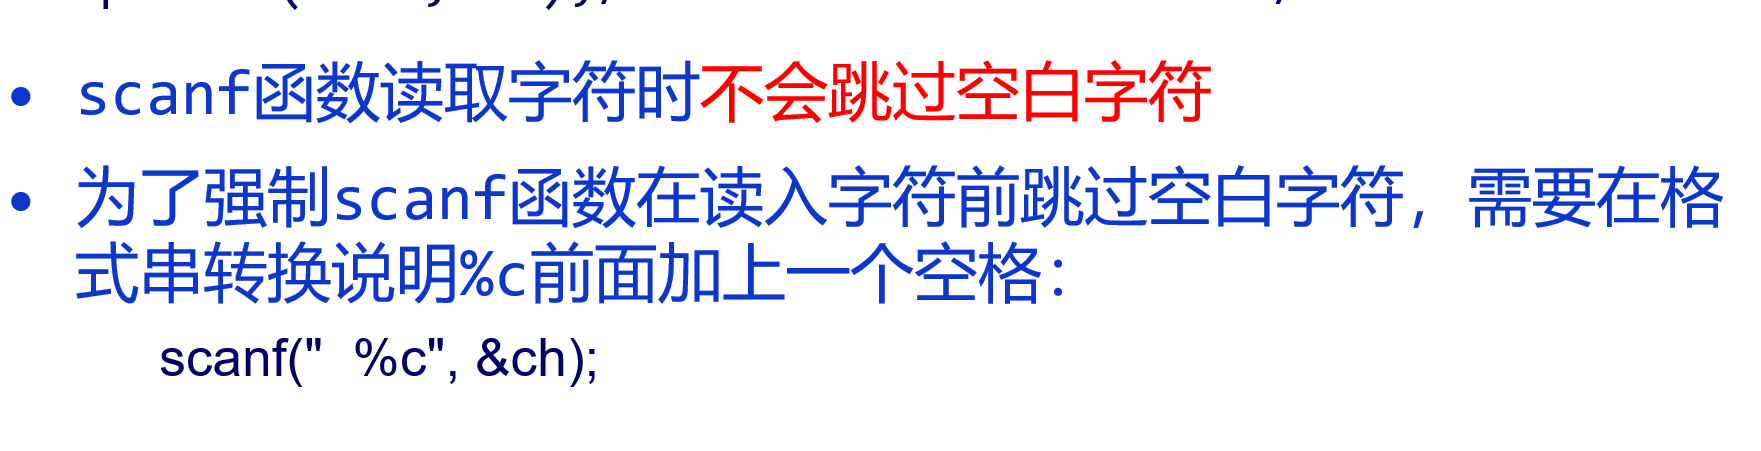 • scanf函数读取字符时不会跳过空白字符
• 为了强制scanf函数在读入字符前跳过空白字符，需要在格
式串转换说明%c前面加上一个空格：
scanf("  %c", &ch);